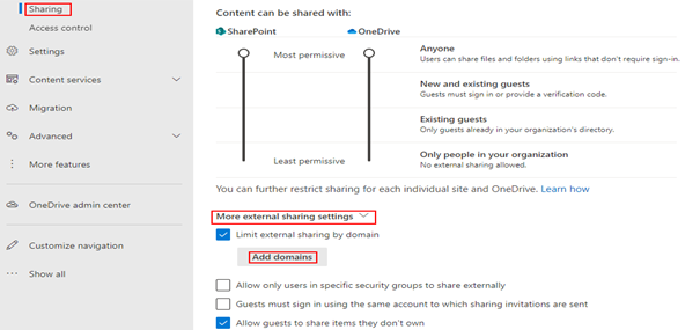 Sharing
Access control
Settings
Content services
Migration
Advanced
More features
OneDrive admin center
Customize navigation
Show all
Content can be shared with:
SharePoint
OneDrive
Most permissive
Least permissive
Anyone
Users can share files and folders using links that don't require sign-in.
New and existing guests
Guests must sign in or provide a verification code.
Existing guests
Only guests already in your organization's directory.
Only people in your organization
No external sharing allowed.
You can further restrict sharing for each individual site and OneDrive. Learn how
More external sharing settings
Limit external sharing by domain
Add domains
Allow only users in specific security groups to share externally
Guests must sign in using the same account to which sharing invitations are sent
Allow guests to share items they don't own